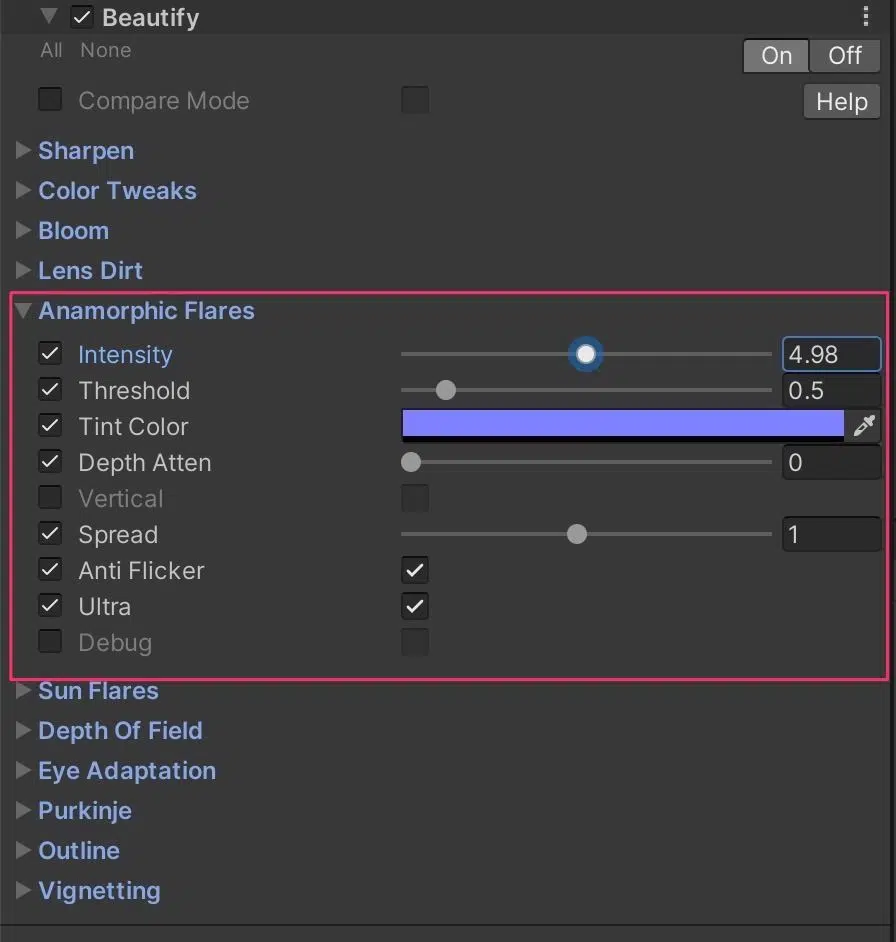 Beautify
All None
On Off
Compare Mode
Help
Sharpen
Color Tweaks
Bloom
Lens Dirt
Anamorphic Flares
Intensity 4.98
Threshold 0.5
Tint Color
Depth Atten 0
Vertical
Spread 1
Anti Flicker
Ultra
Debug
Sun Flares
Depth Of Field
Eye Adaptation
Purkinje
Outline
Vignetting